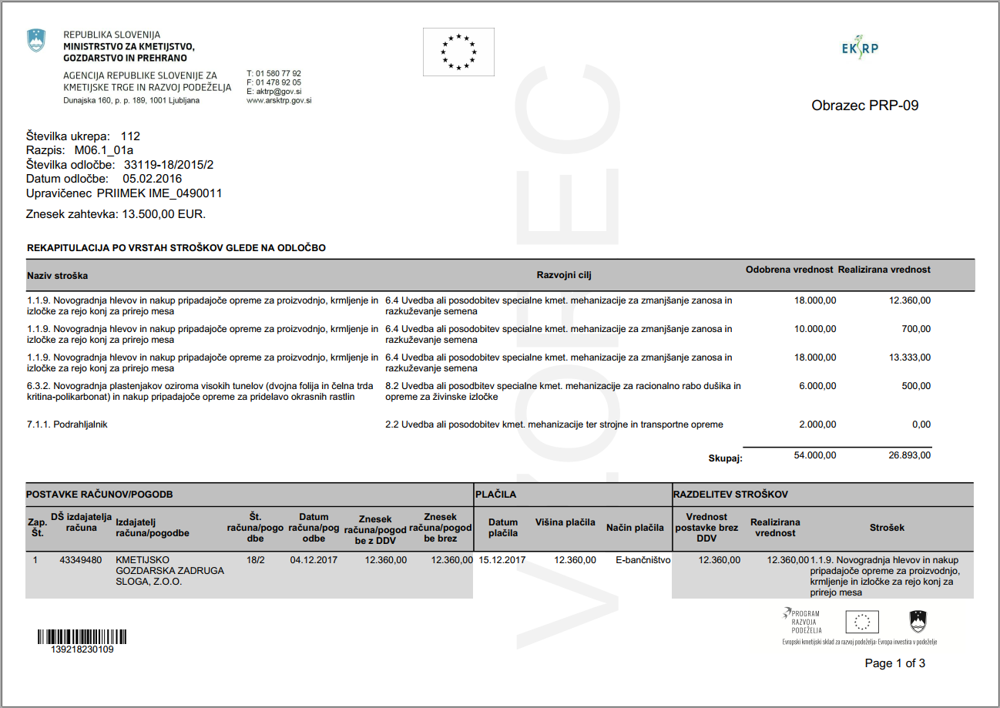 REPUBLIKA SLOVENIJA
MINISTRSTVO ZA KMETIJSTVO,
GOZDARSTVO IN PREHRANO
AGENCIJA REPUBLIKE SLOVENIJE ZA
KMETIJSKE TRGE IN RAZVOJ PODEŽELJA
Dunajska 160, p. p. 189, 1001 Ljubljana
T: 01 580 77 92
F: 01 478 92 05
E: aktrp@gov.si
www.arsktrp.gov.si
EKSRP
Obrazec PRP-09
VZOREC
Številka ukrepa: 112
Razpis: M06.1_01a
Številka odločbe: 33119-18/2015/2
Datum odločbe: 05.02.2016
Upravičenec PRIIMEK IME_0490011
Znesek zahtevka: 13.500,00 EUR.
REKAPITULACIJA PO VRSTAH STROŠKOV GLEDE NA ODLOČBO
Naziv stroška Razvojni cilj Odobrena vrednost Realizirana vrednost
1.1.9. Novogradnja hlevov in nakup pripadajoče opreme za proizvodnjo, krmljenje in 6.4 Uvedba ali posodobitev specialne kmet. mehanizacije za zmanjšanje zanosa in 18.000,00 12.360,00
izločke za rejo konj za prirejo mesa razkuževanje semena
1.1.9. Novogradnja hlevov in nakup pripadajoče opreme za proizvodnjo, krmljenje in 6.4 Uvedba ali posodobitev specialne kmet. mehanizacije za zmanjšanje zanosa in 10.000,00 700,00
izločke za rejo konj za prirejo mesa razkuževanje semena
1.1.9. Novogradnja hlevov in nakup pripadajoče opreme za proizvodnjo, krmljenje in 6.4 Uvedba ali posodobitev specialne kmet. mehanizacije za zmanjšanje zanosa in 18.000,00 13.333,00
izločke za rejo konj za prirejo mesa razkuževanje semena
6.3.2. Novogradnja plastenjakov oziroma visokih tunelov (dvojna folija in čelna trda 8.2 Uvedba ali posodbitev specialne kmet. mehanizacije za racionalno rabo dušika in 6.000,00 500,00
kritina-polikarbonat) in nakup pripadajoče opreme za pridelavo okrasnih rastlin opreme za živinske izločke
7.1.1. Podrahljalnik 2.2 Uvedba ali posodobitev kmet. mehanizacije ter strojne in transportne opreme 2.000,00 0,00
Skupaj: 54.000,00 26.893,00
POSTAVKE RAČUNOV/POGODB PLAČILA RAZDELITEV STROŠKOV
Zap. Št.
DŠ izdajatelja računa
Izdajatelj računa/pogodbe
Št. računa/pogo dbe
Datum računa/pog odbe
Znesek računa/pogod be z DDV
Znesek računa/pogod be brez
Datum plačila
Višina plačila
Način plačila
Vrednost postavke brez DDV
Realizirana vrednost
Strošek
1 43349480 KMETIJSKO 18/2 04.12.2017 12.360,00 12.360,00 15.12.2017 12.360,00 E-bančništvo 12.360,00 12.360,00 1.1.9. Novogradnja hlevov in nakup
GOZDARSKA ZADRUGA pripadajoče opreme za proizvodnjo,
SLOGA, Z.O.O. krmljenje in izločke za rejo konj za
prirejo mesa
139218230109
PROGRAM
RAZVOJA
PODEŽELJA
Evropski kmetijski sklad za razvoj podeželja: Evropa investira v podeželje
Page 1 of 3